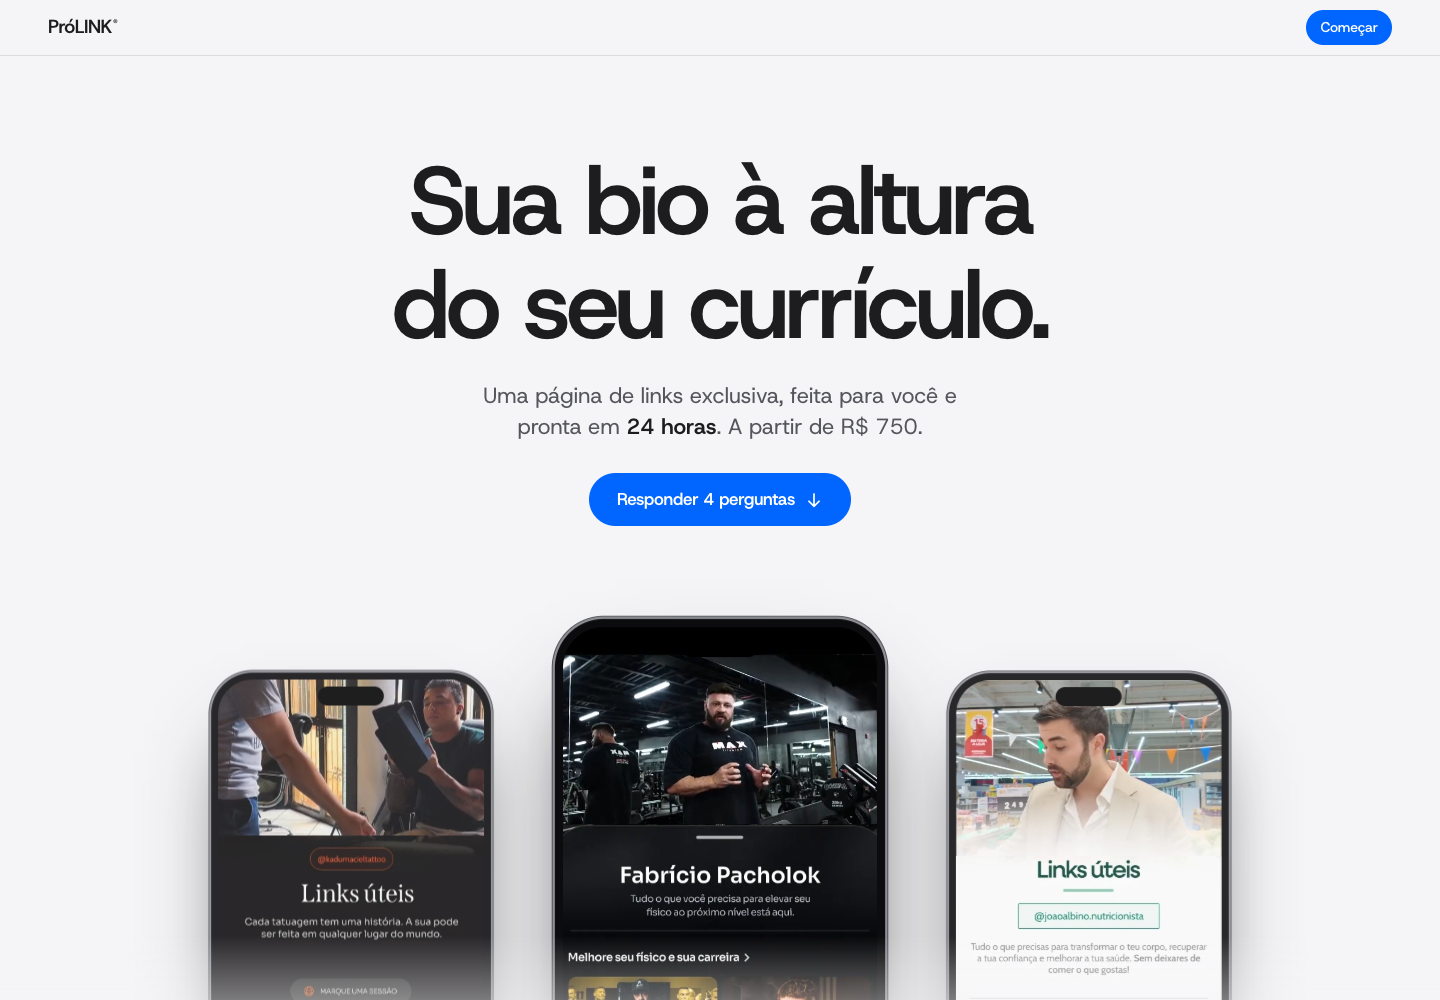 PróLINK®
Começar
Sua bio à altura
do seu currículo.
Uma página de links exclusiva, feita para você e
pronta em 24 horas. A partir de R$ 750.
Responder 4 perguntas ↓
@kadumacieltattoo
Links úteis
Cada tatuagem tem uma história. A sua pode
ser feita em qualquer lugar do mundo.
MARQUE UMA SESSÃO
MAX
Fabrício Pacholok
Tudo o que você precisa para elevar seu
físico ao próximo nível está aqui.
Melhore seu físico e sua carreira >
15
249
Links úteis
@joaoalbino.nutricionista
Tudo o que precisas para transformar o teu corpo, recuperar
a tua confiança e melhorar a tua saúde. Sem deixares de
comer o que gostas!